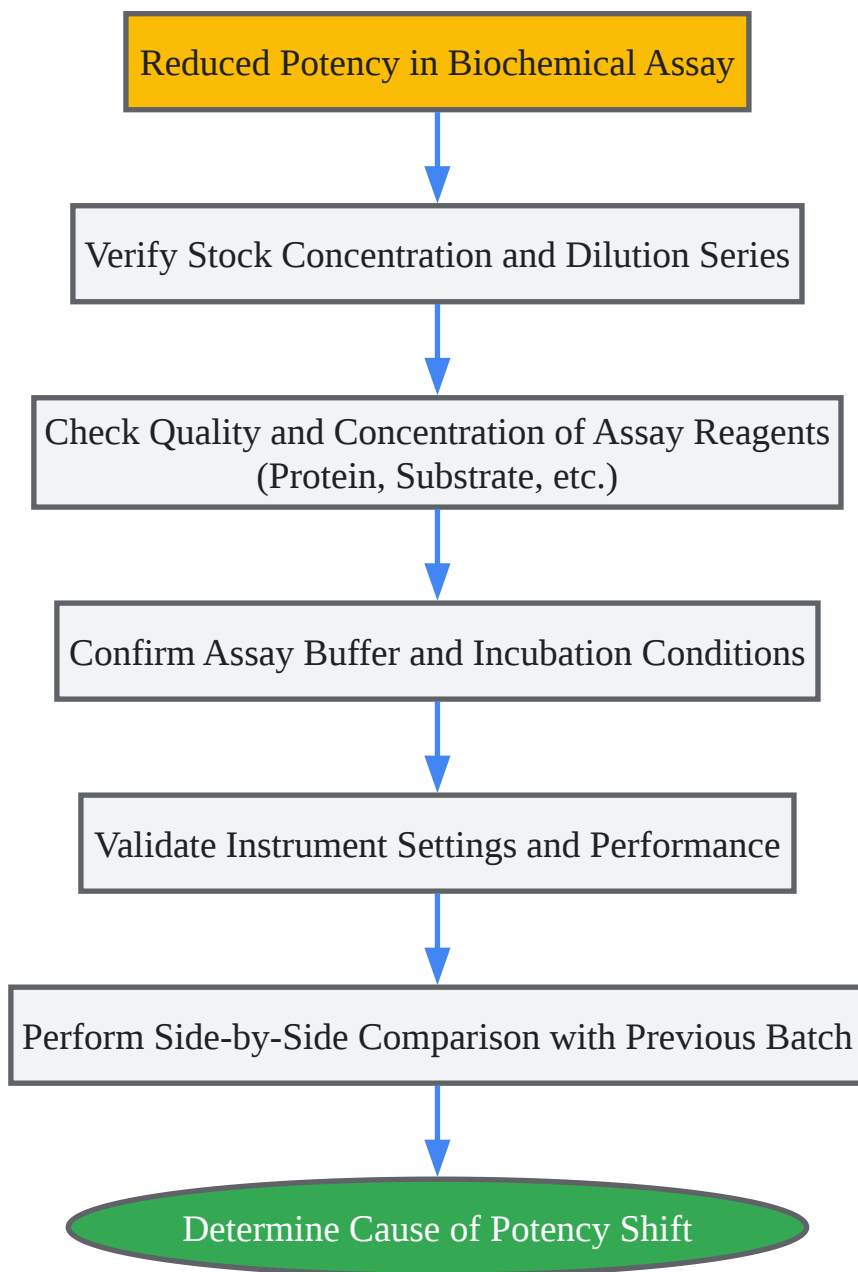 Reduced Potency in Biochemical Assay
Verify Stock Concentration and Dilution Series
Check Quality and Concentration of Assay Reagents
(Protein, Substrate, etc.)
Confirm Assay Buffer and Incubation Conditions
Validate Instrument Settings and Performance
Perform Side-by-Side Comparison with Previous Batch
Determine Cause of Potency Shift